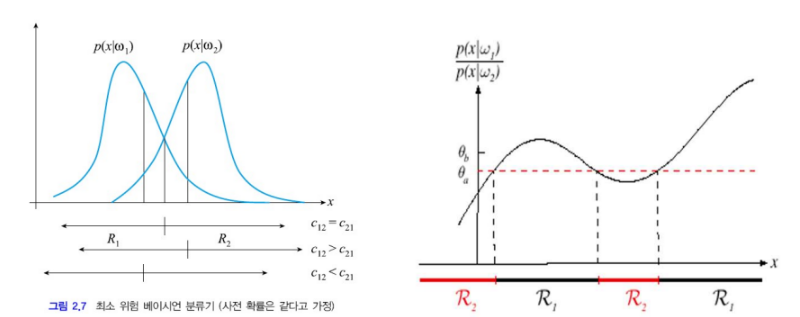 p(x|ω₁)
p(x|ω₂)
x
c₁₂ = c₂₁
R₁
R₂
c₁₂ > c₂₁
c₁₂ < c₂₁
그림 2.7 최소 위험 베이시언 분류기 (사전 확률은 같다고 가정)
p(x|ω₁)
p(x|ω₂)
θb
θa
x
R₂
R₁
R₂
R₁